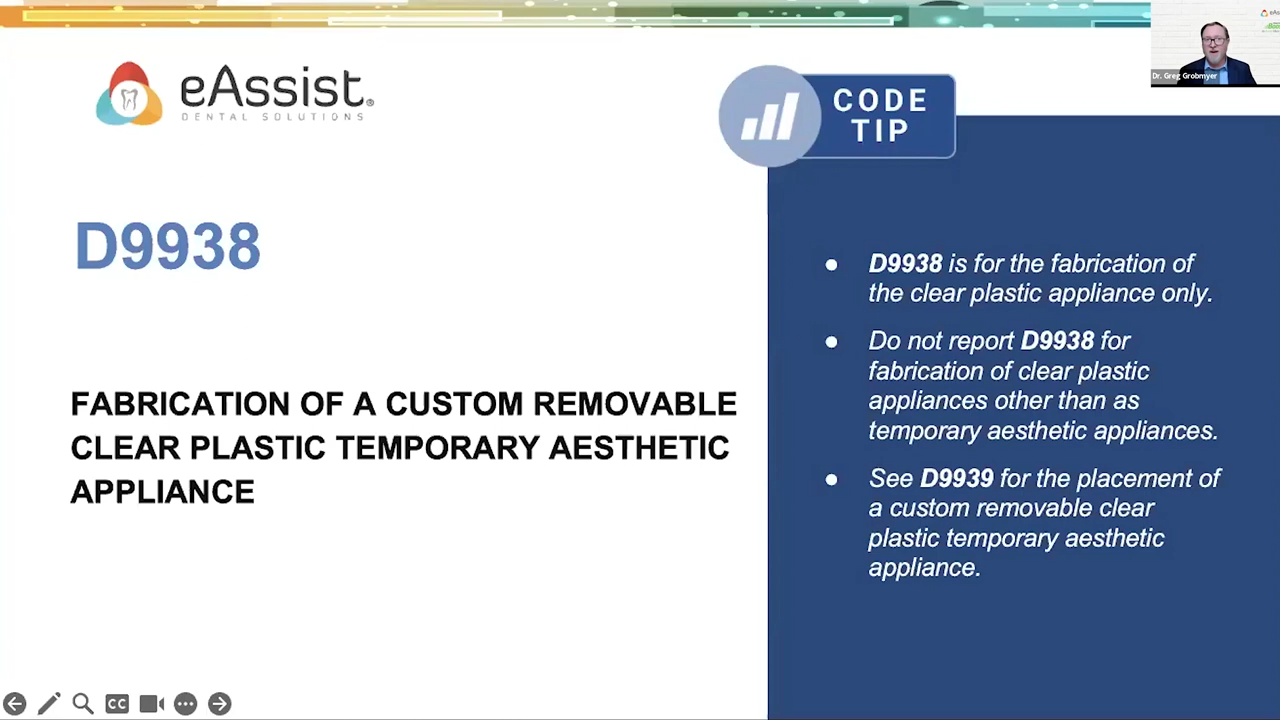 eAssist®
DENTAL SOLUTIONS
CODE
TIP
Dr. Greg Grobmyer
D9938
FABRICATION OF A CUSTOM REMOVABLE
CLEAR PLASTIC TEMPORARY AESTHETIC
APPLIANCE
● D9938 is for the fabrication of
the clear plastic appliance only.
● Do not report D9938 for
fabrication of clear plastic
appliances other than as
temporary aesthetic appliances.
● See D9939 for the placement of
a custom removable clear
plastic temporary aesthetic
appliance.
CC